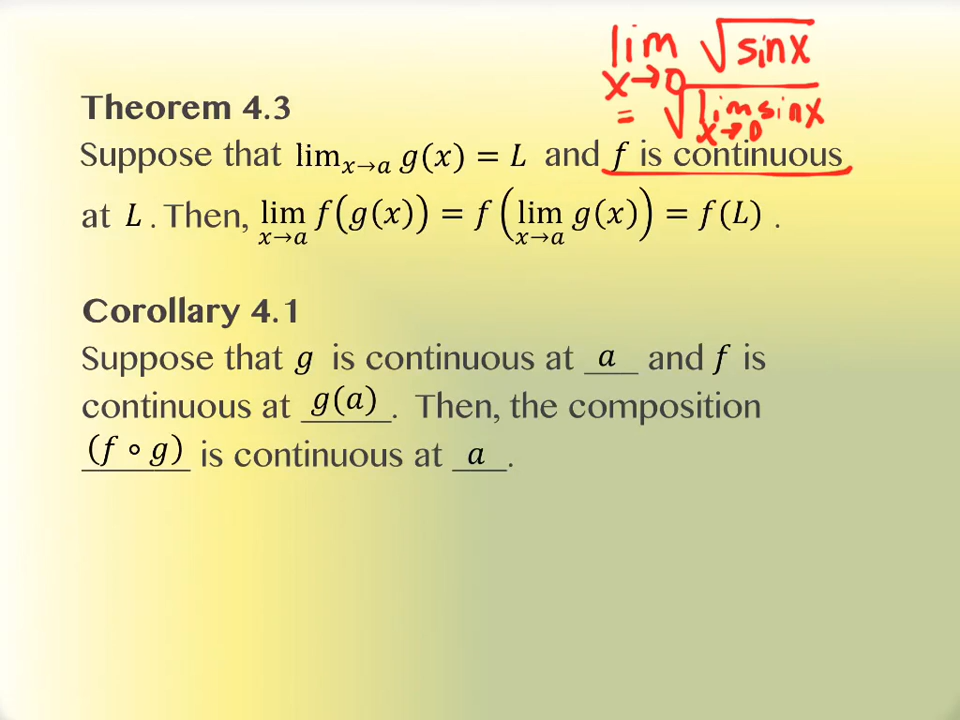 lim √sinx
x→0
= √lim sinx
x→0
Theorem 4.3
Suppose that lim_{x→a} g(x) = L and f is continuous
at L . Then, lim_{x→a} f(g(x)) = f(lim_{x→a} g(x)) = f(L) .
Corollary 4.1
Suppose that g is continuous at a and f is
continuous at g(a) . Then, the composition
(f ∘ g) is continuous at a .